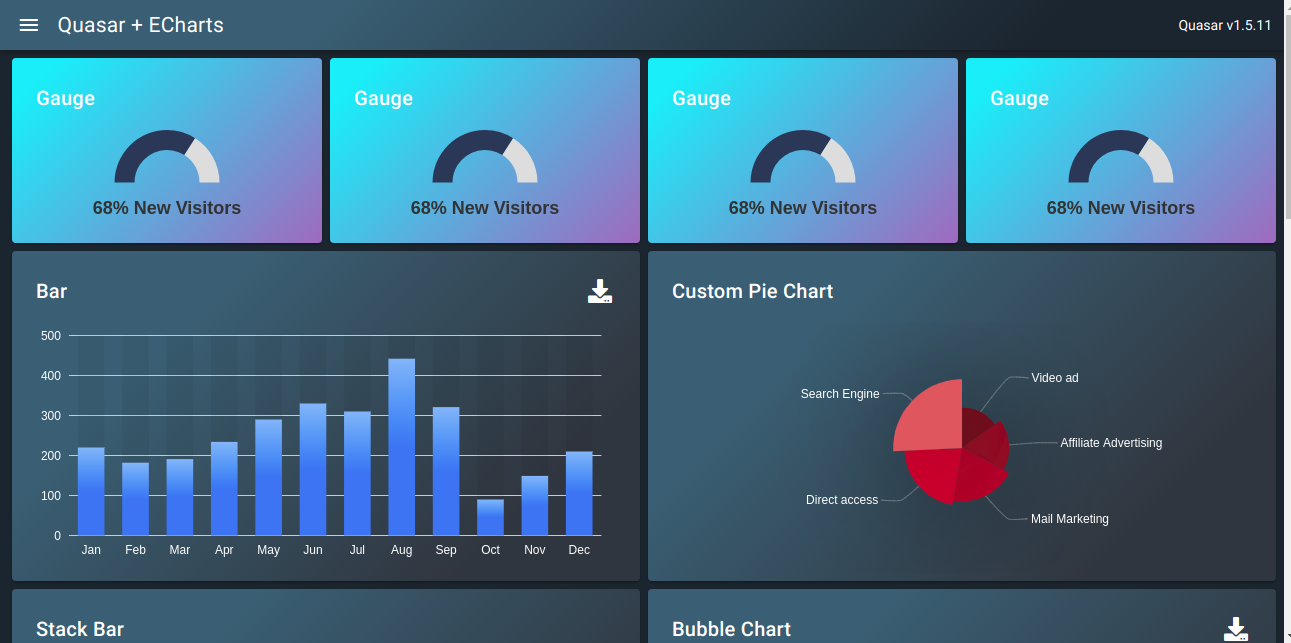 Quasar + ECharts
Quasar v1.5.11
Gauge
68% New Visitors
Gauge
68% New Visitors
Gauge
68% New Visitors
Gauge
68% New Visitors
Bar
500
400
300
200
100
0
Jan Feb Mar Apr May Jun Jul Aug Sep Oct Nov Dec
Custom Pie Chart
Video ad
Search Engine
Affiliate Advertising
Direct access
Mail Marketing
Stack Bar
Bubble Chart